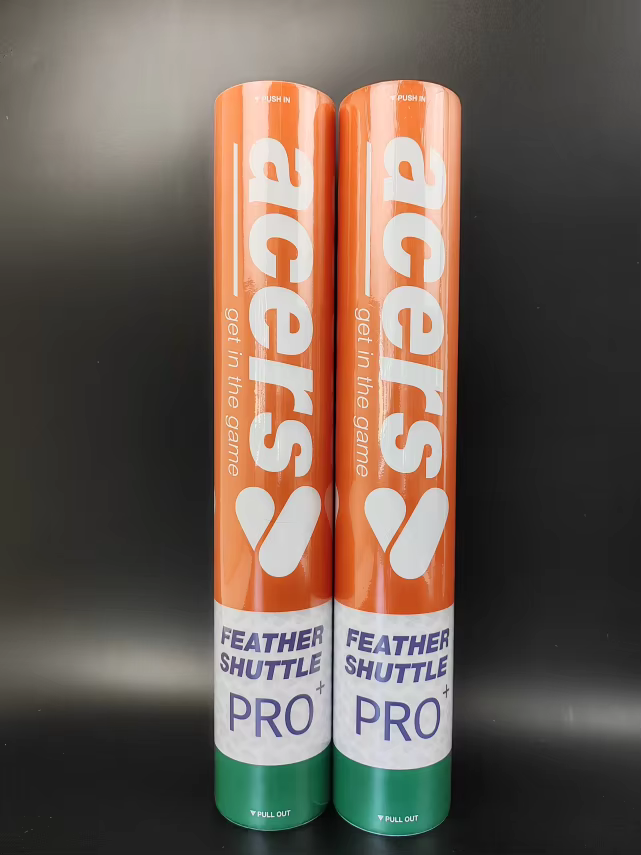 PUSH IN
acers
get in the game
FEATHER
SHUTTLE
PRO+
PULL OUT
PUSH IN
acers
get in the game
FEATHER
SHUTTLE
PRO+
PULL OUT